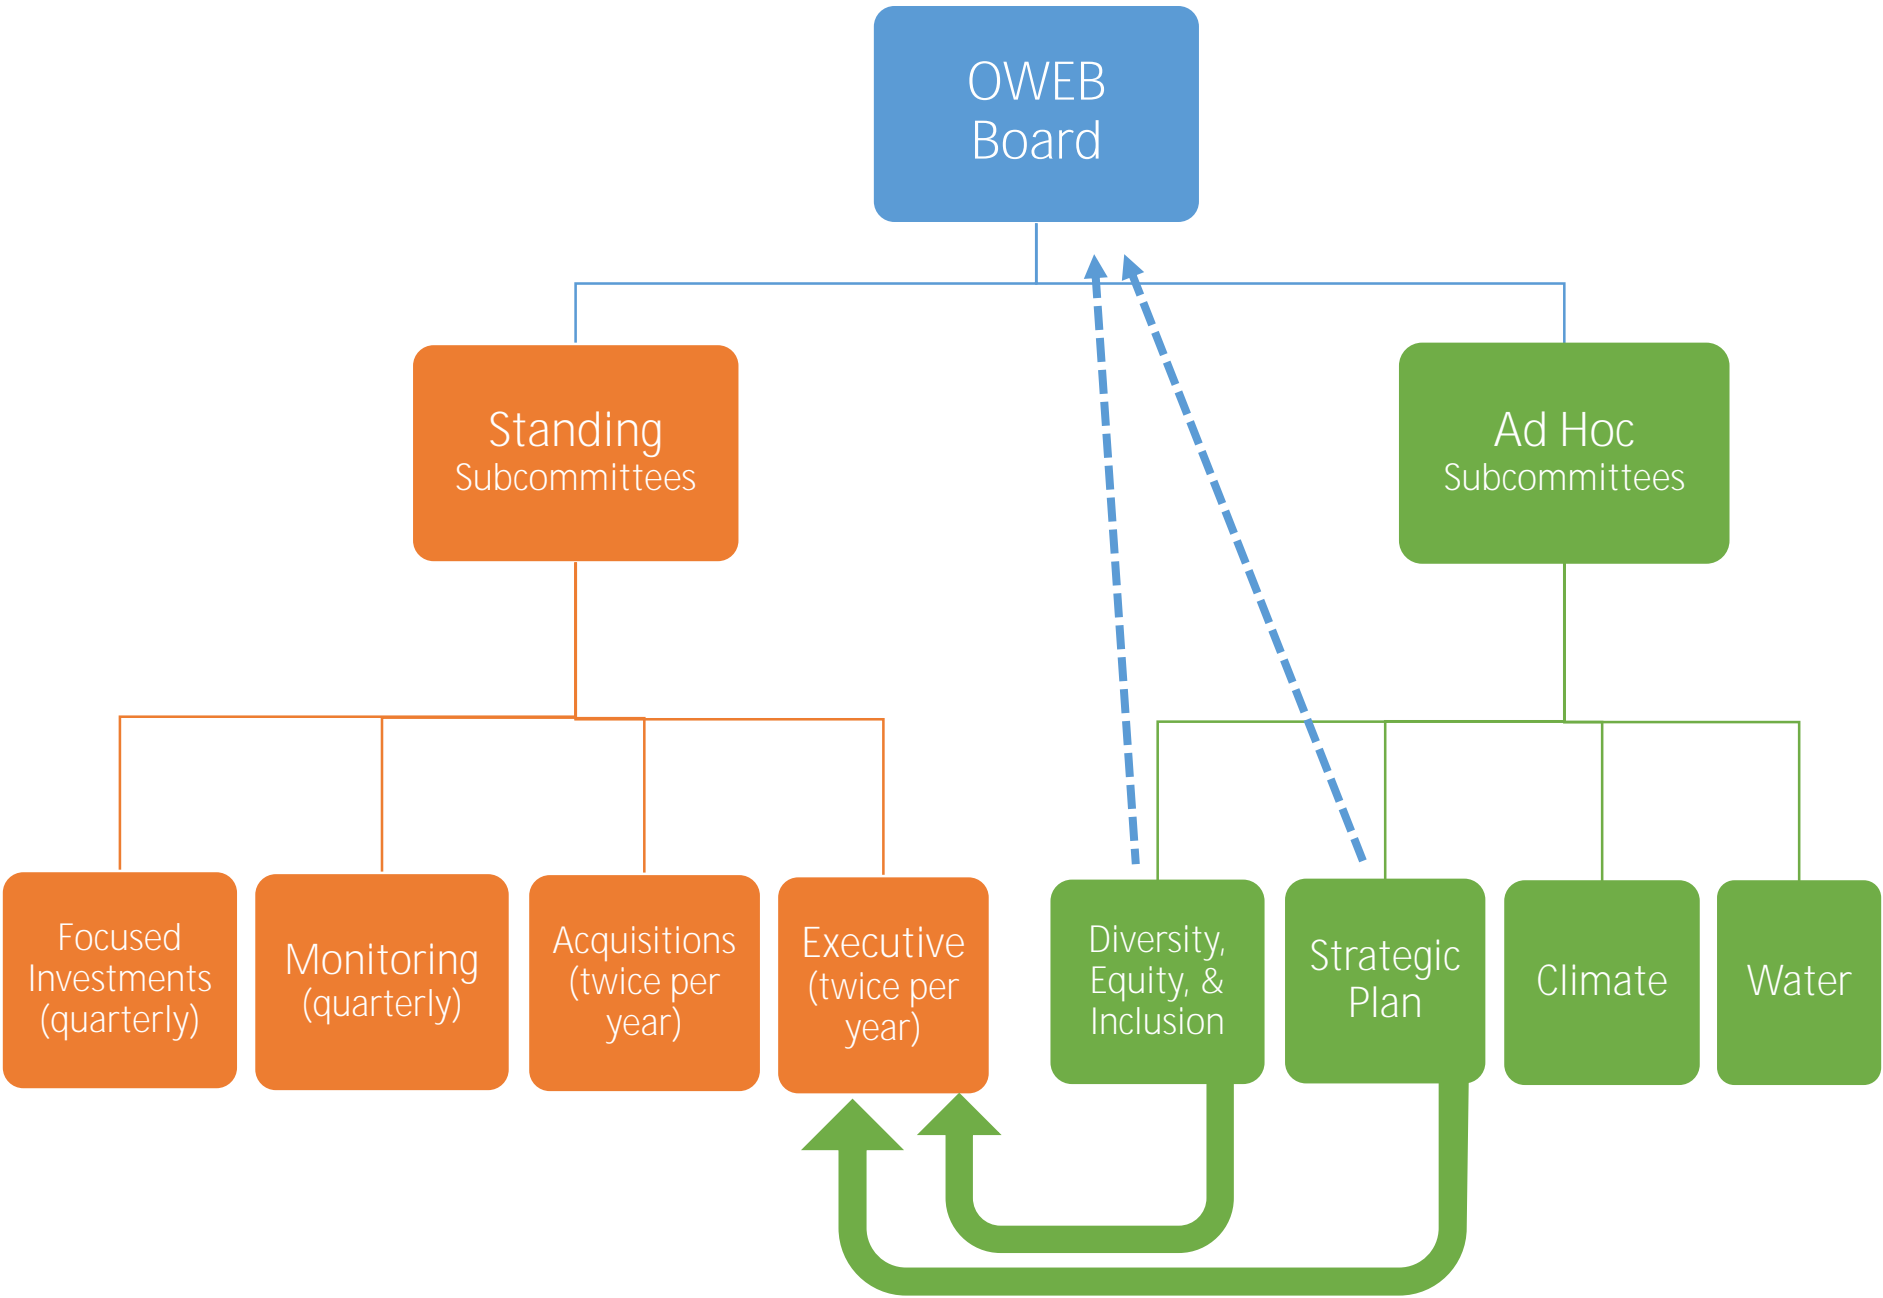 OWEB
Board
Standing
Subcommittees
Ad Hoc
Subcommittees
Focused
Investments
(quarterly)
Monitoring
(quarterly)
Acquisitions
(twice per
year)
Executive
(twice per
year)
Diversity,
Equity, &
Inclusion
Strategic
Plan
Climate
Water